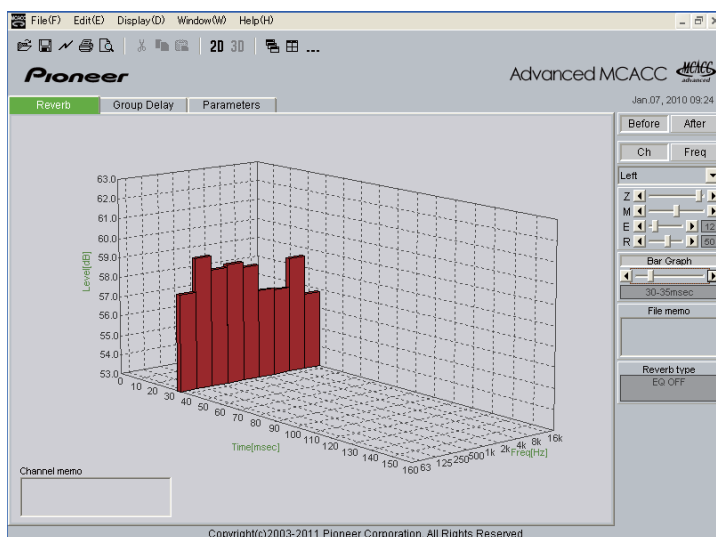 File(F) Edit(E) Display(D) Window(W) Help(H)
2D 3D
Pioneer
Advanced MCACC MCACC advanced
Reverb Group Delay Parameters
Jan.07, 2010 09:24
Before After
Ch Freq
Left
Z
M
E 12
R 50
Bar Graph
30-35msec
File memo
Reverb type
EQ OFF
Level[dB]
63.0
62.0
61.0
60.0
59.0
58.0
57.0
56.0
55.0
54.0
53.0
0 10 20 30 40 50 60 70 80 90 100 110 120 130 140 150 160
Time[msec]
63 125 250 500 1k 2k 4k 8k 16k
Freq[Hz]
Channel memo
Copyright(c)2003-2011 Pioneer Corporation. All Rights Reserved